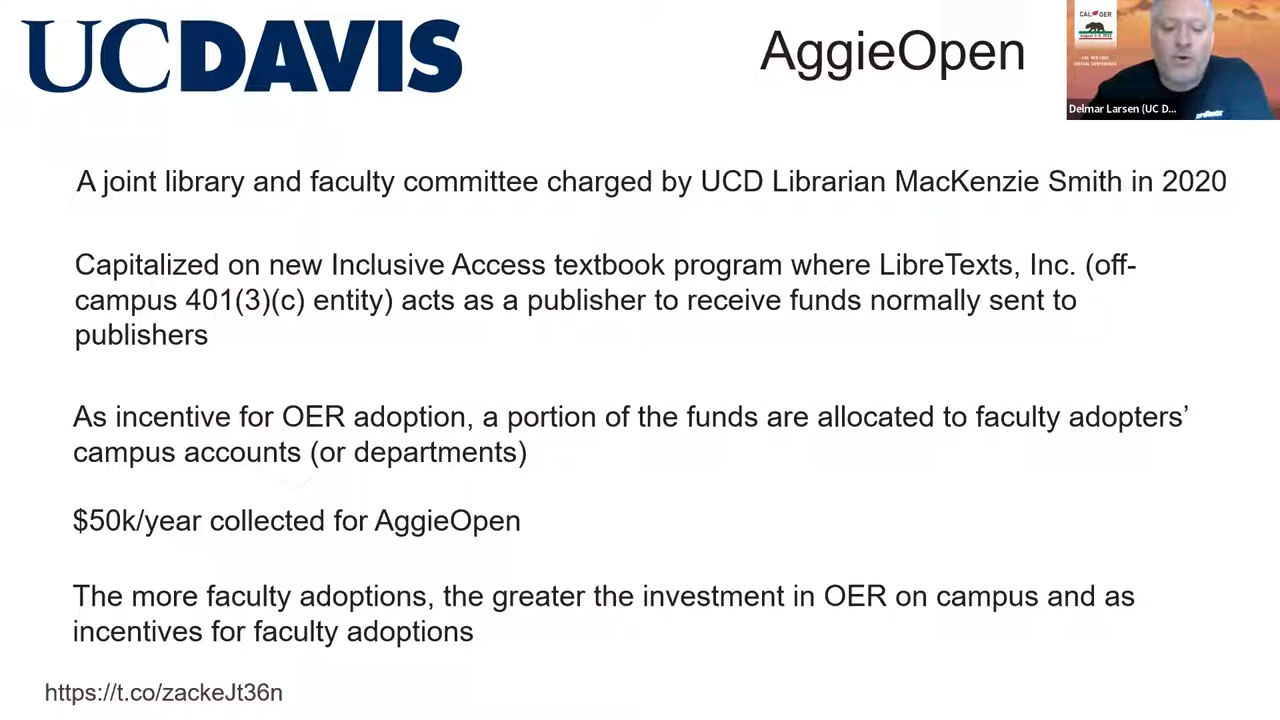 UCDAVIS
AggieOpen
CAL OER
Delmar Larsen (UC D...
A joint library and faculty committee charged by UCD Librarian MacKenzie Smith in 2020
Capitalized on new Inclusive Access textbook program where LibreTexts, Inc. (off-
campus 401(3)(c) entity) acts as a publisher to receive funds normally sent to
publishers
As incentive for OER adoption, a portion of the funds are allocated to faculty adopters’
campus accounts (or departments)
$50k/year collected for AggieOpen
The more faculty adoptions, the greater the investment in OER on campus and as
incentives for faculty adoptions
https://t.co/zackeJt36n